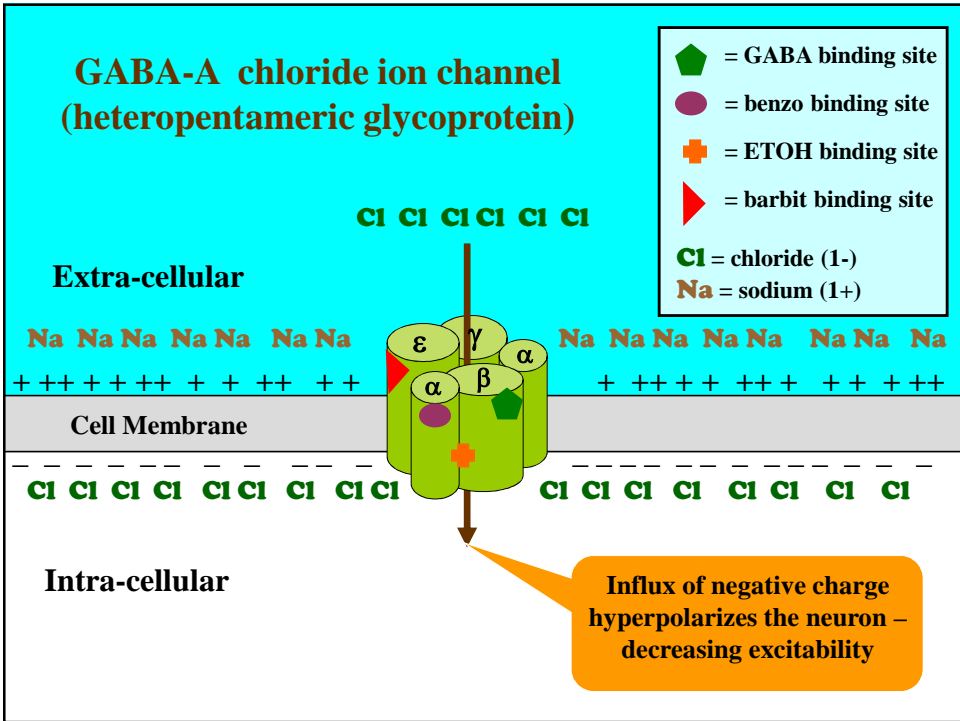 GABA-A chloride ion channel
(heteropentameric glycoprotein)
= GABA binding site
= benzo binding site
= ETOH binding site
= barbit binding site
Cl = chloride (1-)
Na = sodium (1+)
Cl Cl Cl Cl Cl Cl
Extra-cellular
Na Na Na Na Na Na Na Na Na Na Na Na Na Na Na
+ ++ + + ++ + + ++ + + + ++ + + ++ + + + + ++
ε γ α α β
Cell Membrane
_ _ _ _ _ _ _ _ _ _ _ _ _ _ _ _ _ _ _ _ _ _ _ _
Cl Cl Cl Cl Cl Cl Cl Cl Cl Cl Cl Cl Cl Cl Cl Cl Cl
Intra-cellular
Influx of negative charge
hyperpolarizes the neuron –
decreasing excitability